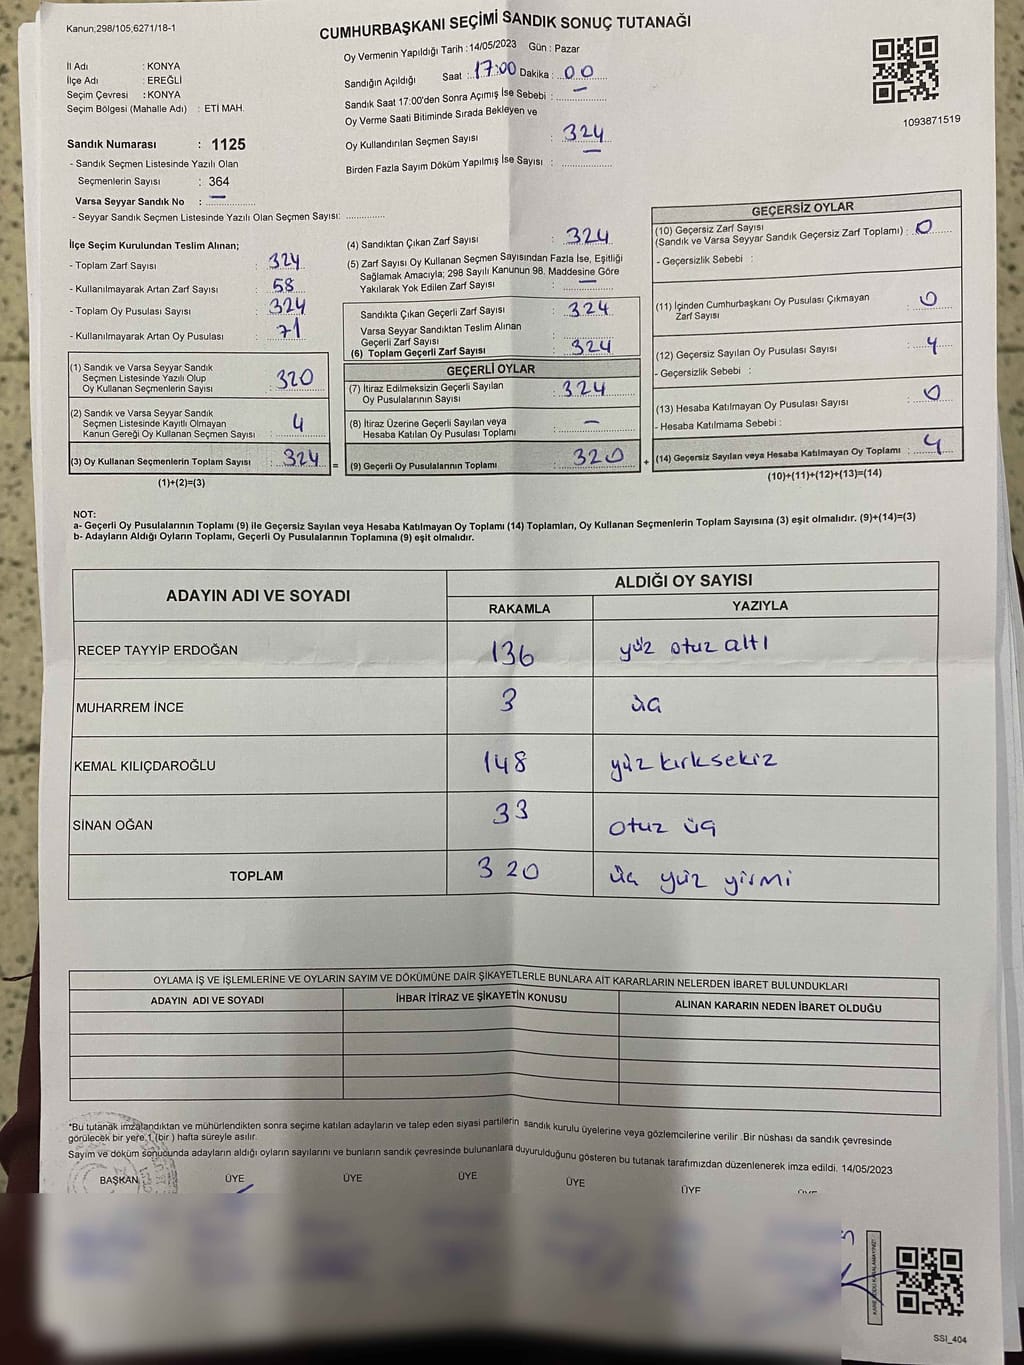 Kanun;298/105,6271/18-1
CUMHURBAŞKANI SEÇİMİ SANDIK SONUÇ TUTANAĞI
Oy Vermenin Yapıldığı Tarih : 14/05/2023 Gün : Pazar
İl Adı : KONYA
İlçe Adı : EREĞLİ
Seçim Çevresi : KONYA
Seçim Bölgesi (Mahalle Adı) : ETİ MAH.
Sandığın Açıldığı Saat : 17:00 Dakika : 00
Sandık Saat 17:00'den Sonra Açımış İse Sebebi : —
Oy Verme Saati Bitiminde Sırada Bekleyen ve
Oy Kullandırılan Seçmen Sayısı : 324
Birden Fazla Sayım Döküm Yapılmış İse Sayısı : —
1093871519
Sandık Numarası : 1125
- Sandık Seçmen Listesinde Yazılı Olan
Seçmenlerin Sayısı : 364
Varsa Seyyar Sandık No : —
- Seyyar Sandık Seçmen Listesinde Yazılı Olan Seçmen Sayısı: ..............
İlçe Seçim Kurulundan Teslim Alınan;
- Toplam Zarf Sayısı : 324
- Kullanılmayarak Artan Zarf Sayısı : 58
- Toplam Oy Pusulası Sayısı : 324
- Kullanılmayarak Artan Oy Pusulası : 71
(1) Sandık ve Varsa Seyyar Sandık
Seçmen Listesinde Yazılı Olup
Oy Kullanan Seçmenlerin Sayısı : 320
(2) Sandık ve Varsa Seyyar Sandık
Seçmen Listesinde Kayıtlı Olmayan
Kanun Gereği Oy Kullanan Seçmen Sayısı : 4
(3) Oy Kullanan Seçmenlerin Toplam Sayısı : 324 =
(1)+(2)=(3)
(4) Sandıktan Çıkan Zarf Sayısı : 324
(5) Zarf Sayısı Oy Kullanan Seçmen Sayısından Fazla İse, Eşitliği
Sağlamak Amacıyla; 298 Sayılı Kanunun 98. Maddesine Göre
Yakılarak Yok Edilen Zarf Sayısı : —
Sandıkta Çıkan Geçerli Zarf Sayısı : 324
Varsa Seyyar Sandıktan Teslim Alınan
Geçerli Zarf Sayısı :
(6) Toplam Geçerli Zarf Sayısı : 324
GEÇERLİ OYLAR
(7) İtiraz Edilmeksizin Geçerli Sayılan
Oy Pusulalarının Sayısı : 324
(8) İtiraz Üzerine Geçerli Sayılan veya
Hesaba Katılan Oy Pusulası Toplamı : —
(9) Geçerli Oy Pusulalarının Toplamı : 320 +
GEÇERSİZ OYLAR
(10) Geçersiz Zarf Sayısı
(Sandık ve Varsa Seyyar Sandık Geçersiz Zarf Toplamı) : 0
- Geçersizlik Sebebi :
(11) İçinden Cumhurbaşkanı Oy Pusulası Çıkmayan
Zarf Sayısı : 0
(12) Geçersiz Sayılan Oy Pusulası Sayısı : 4
- Geçersizlik Sebebi :
(13) Hesaba Katılmayan Oy Pusulası Sayısı : 0
- Hesaba Katılmama Sebebi :
(14) Geçersiz Sayılan veya Hesaba Katılmayan Oy Toplamı : 4
(10)+(11)+(12)+(13)=(14)
NOT:
a- Geçerli Oy Pusulalarının Toplamı (9) ile Geçersiz Sayılan veya Hesaba Katılmayan Oy Toplamı (14) Toplamları, Oy Kullanan Seçmenlerin Toplam Sayısına (3) eşit olmalıdır. (9)+(14)=(3)
b- Adayların Aldığı Oyların Toplamı, Geçerli Oy Pusulalarının Toplamına (9) eşit olmalıdır.
ADAYIN ADI VE SOYADI
ALDIĞI OY SAYISI
RAKAMLA YAZIYLA
RECEP TAYYİP ERDOĞAN 136 yüz otuz altı
MUHARREM İNCE 3 üç
KEMAL KILIÇDAROĞLU 148 yüz kırksekiz
SİNAN OĞAN 33 otuz üç
TOPLAM 320 üç yüz yirmi
OYLAMA İŞ VE İŞLEMLERİNE VE OYLARIN SAYIM VE DÖKÜMÜNE DAİR ŞİKAYETLERLE BUNLARA AİT KARARLARIN NELERDEN İBARET BULUNDUKLARI
ADAYIN ADI VE SOYADI İHBAR İTİRAZ VE ŞİKAYETİN KONUSU ALINAN KARARIN NEDEN İBARET OLDUĞU
*Bu tutanak imzalandıktan ve mühürlendikten sonra seçime katılan adayların ve talep eden siyasi partilerin sandık kurulu üyelerine veya gözlemcilerine verilir .Bir nüshası da sandık çevresinde
görülecek bir yere 1 (bir ) hafta süreyle asılır.
Sayım ve döküm sonucunda adayların aldığı oyların sayılarını ve bunların sandık çevresinde bulunanlara duyurulduğunu gösteren bu tutanak tarafımızdan düzenlenerek imza edildi. 14/05/2023
BAŞKAN ÜYE ÜYE ÜYE ÜYE ÜYE ÜYE
SSİ_404